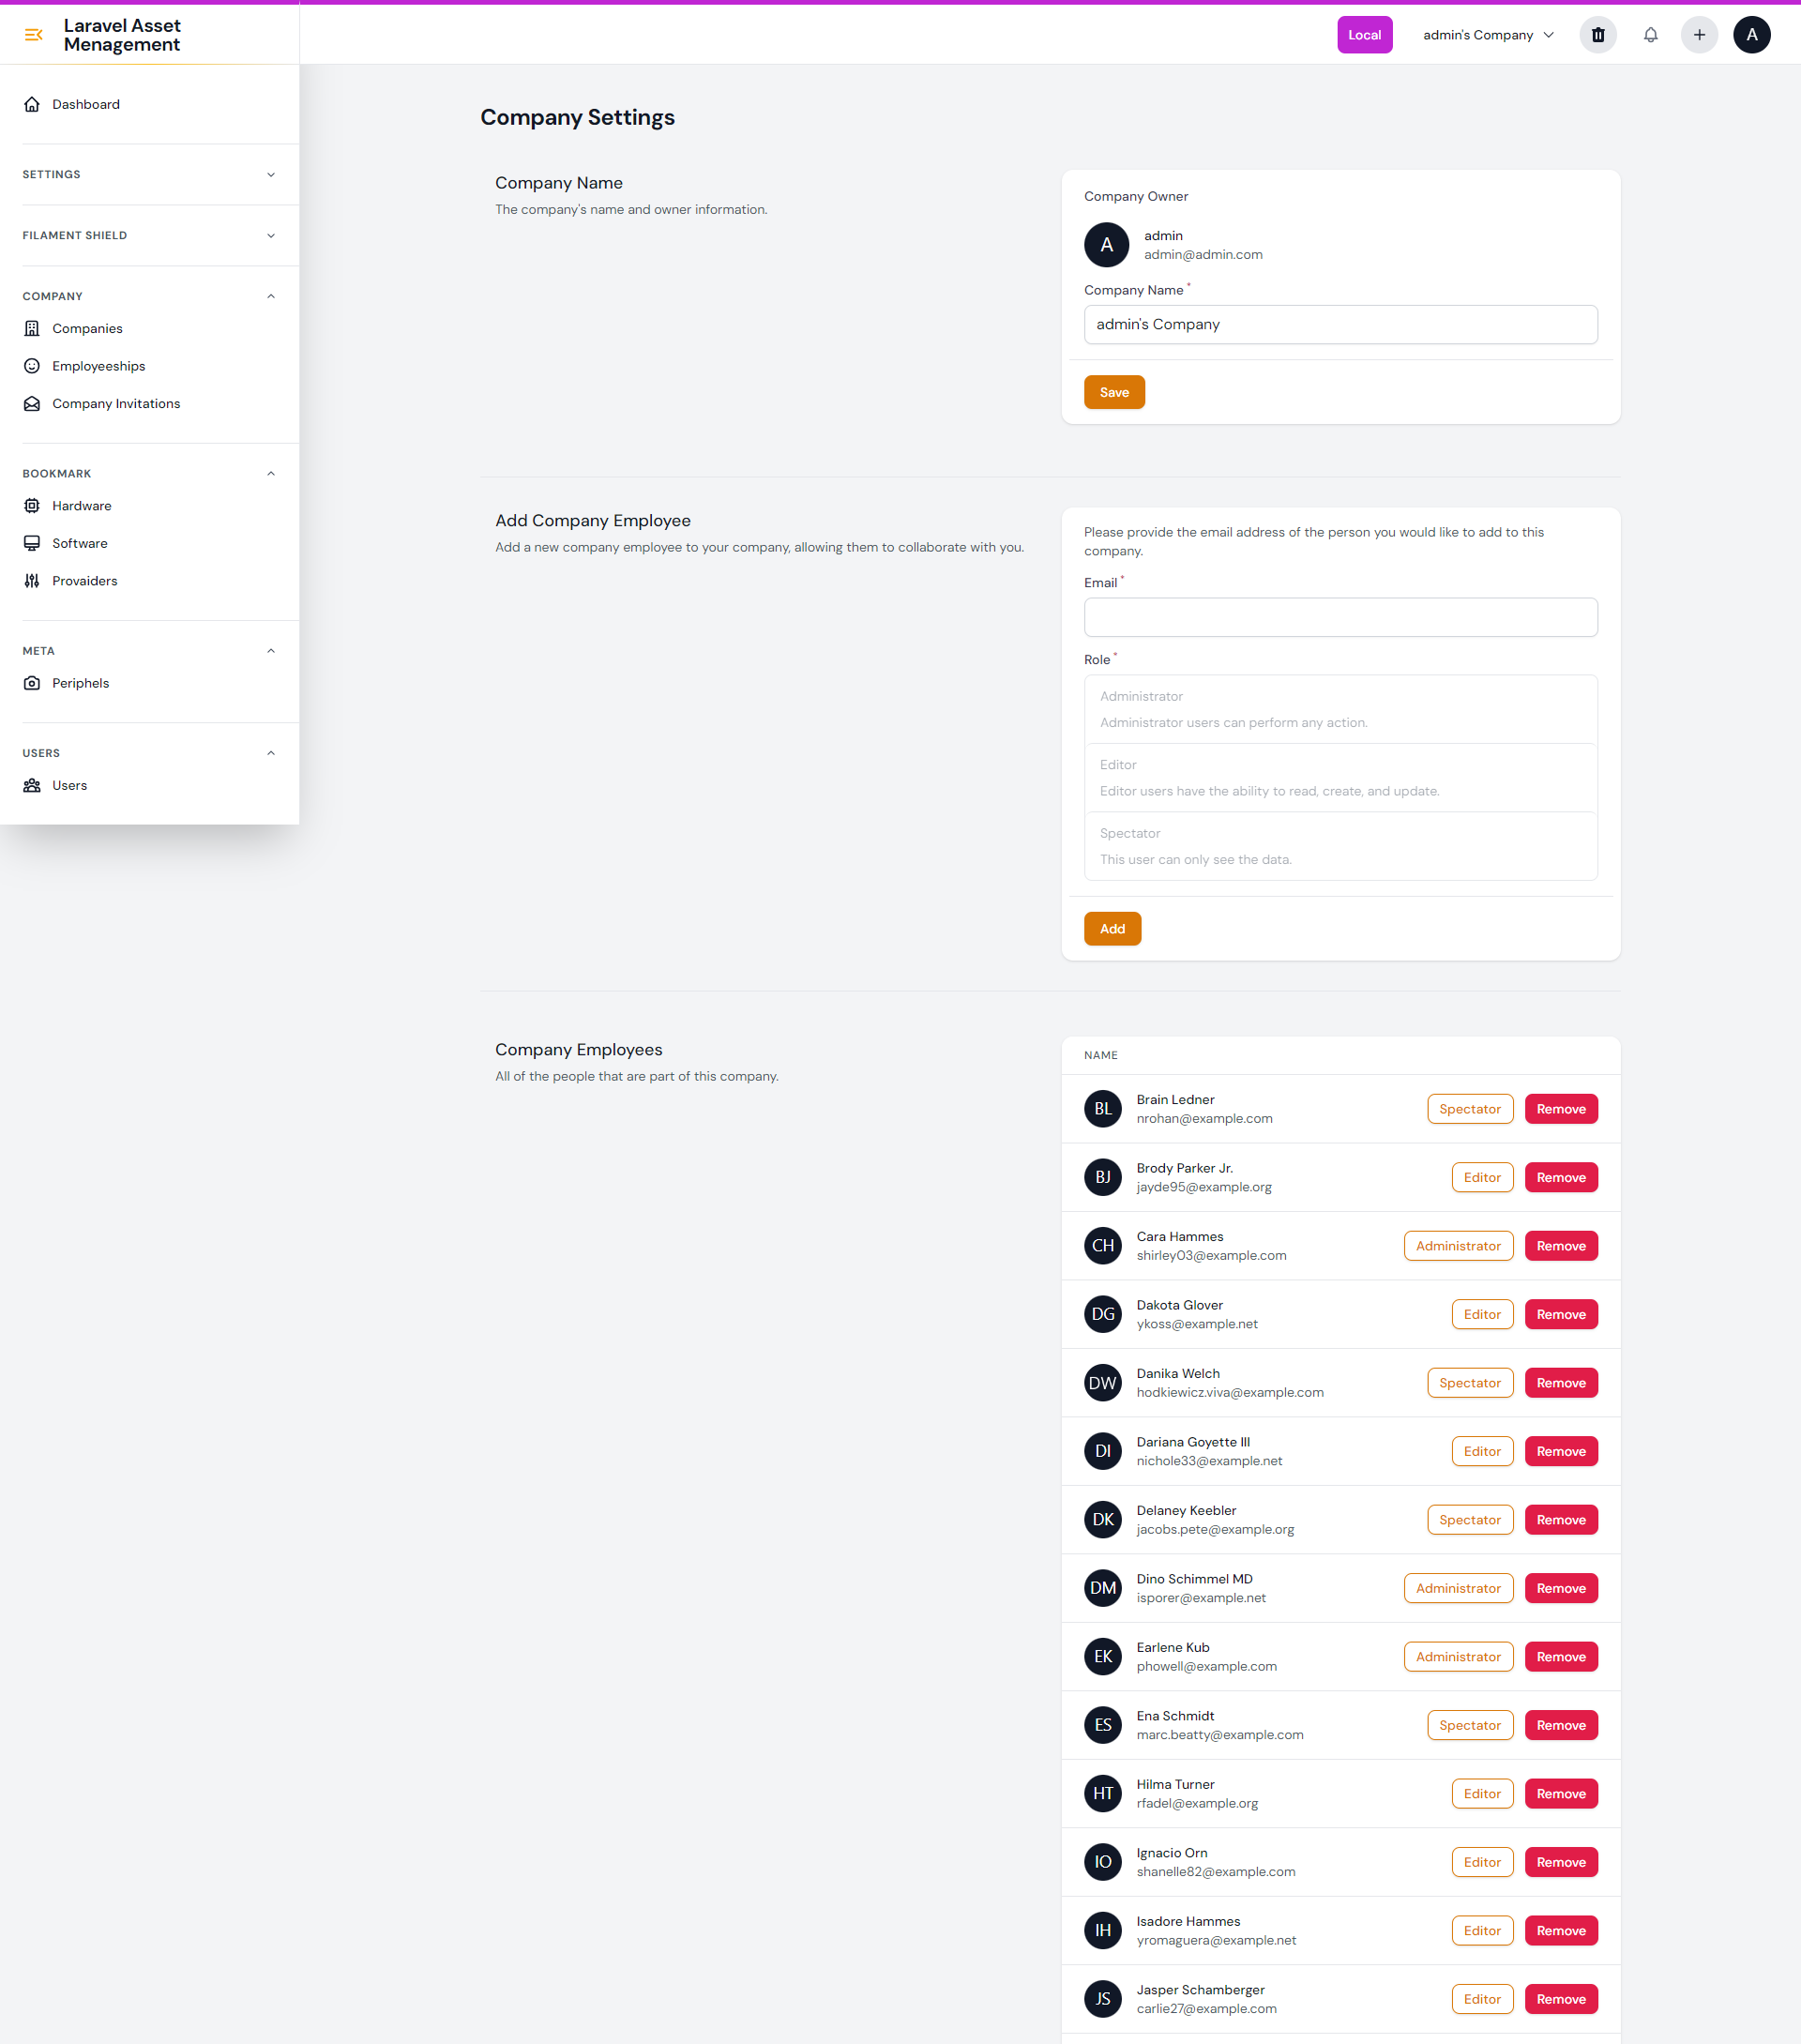 Laravel Asset
Menagement
Local
admin's Company
A
Dashboard
SETTINGS
FILAMENT SHIELD
COMPANY
Companies
Employeeships
Company Invitations
BOOKMARK
Hardware
Software
Provaiders
META
Periphels
USERS
Users
Company Settings
Company Name
The company's name and owner information.
Company Owner
A
admin
admin@admin.com
Company Name*
admin's Company
Save
Add Company Employee
Add a new company employee to your company, allowing them to collaborate with you.
Please provide the email address of the person you would like to add to this
company.
Email*
Role*
Administrator
Administrator users can perform any action.
Editor
Editor users have the ability to read, create, and update.
Spectator
This user can only see the data.
Add
Company Employees
All of the people that are part of this company.
NAME
BL
Brain Ledner
nrohan@example.com
Spectator
Remove
BJ
Brody Parker Jr.
jayde95@example.org
Editor
Remove
CH
Cara Hammes
shirley03@example.com
Administrator
Remove
DG
Dakota Glover
ykoss@example.net
Editor
Remove
DW
Danika Welch
hodkiewicz.viva@example.com
Spectator
Remove
DI
Dariana Goyette III
nichole33@example.net
Editor
Remove
DK
Delaney Keebler
jacobs.pete@example.org
Spectator
Remove
DM
Dino Schimmel MD
isporer@example.net
Administrator
Remove
EK
Earlene Kub
phowell@example.com
Administrator
Remove
ES
Ena Schmidt
marc.beatty@example.com
Spectator
Remove
HT
Hilma Turner
rfadel@example.org
Editor
Remove
IO
Ignacio Orn
shanelle82@example.com
Editor
Remove
IH
Isadore Hammes
yromaguera@example.net
Editor
Remove
JS
Jasper Schamberger
carlie27@example.com
Editor
Remove